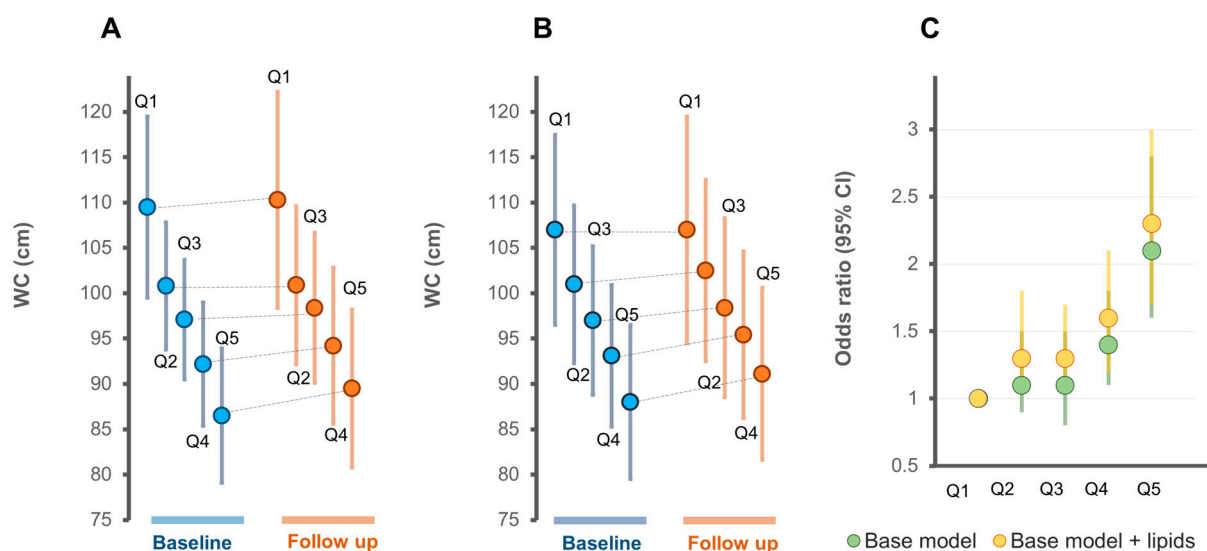 A
B
C
WC (cm)
120
115
110
105
100
95
90
85
80
75
Q1
Q3
Q2
Q5
Q4
Q1
Q3
Q5
Q2
Q4
Baseline
Follow up
WC (cm)
120
115
110
105
100
95
90
85
80
75
Q1
Q3
Q5
Q2
Q4
Q1
Q3
Q5
Q2
Q4
Baseline
Follow up
Odds ratio (95% CI)
3
2.5
2
1.5
1
0.5
Q1
Q2
Q3
Q4
Q5
Base model
Base model + lipids